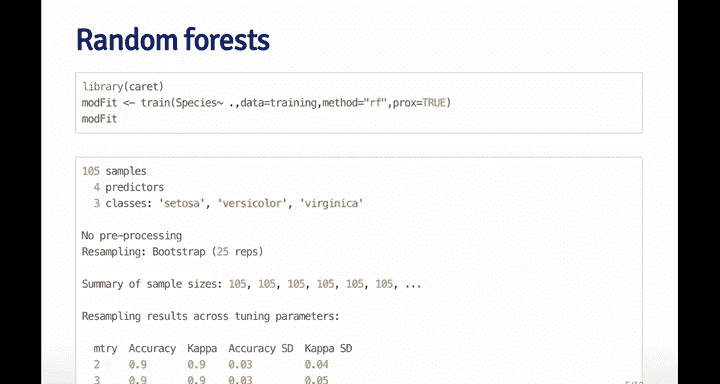 Random forests
library(caret)
modFit <- train(Species~ .,data=training,method="rf",prox=TRUE)
modFit
105 samples
4 predictors
3 classes: 'setosa', 'versicolor', 'virginica'
No pre-processing
Resampling: Bootstrap (25 reps)
Summary of sample sizes: 105, 105, 105, 105, 105, 105, ...
Resampling results across tuning parameters:
mtry Accuracy Kappa Accuracy SD Kappa SD
2 0.9 0.9 0.03 0.04
3 0.9 0.9 0.03 0.05